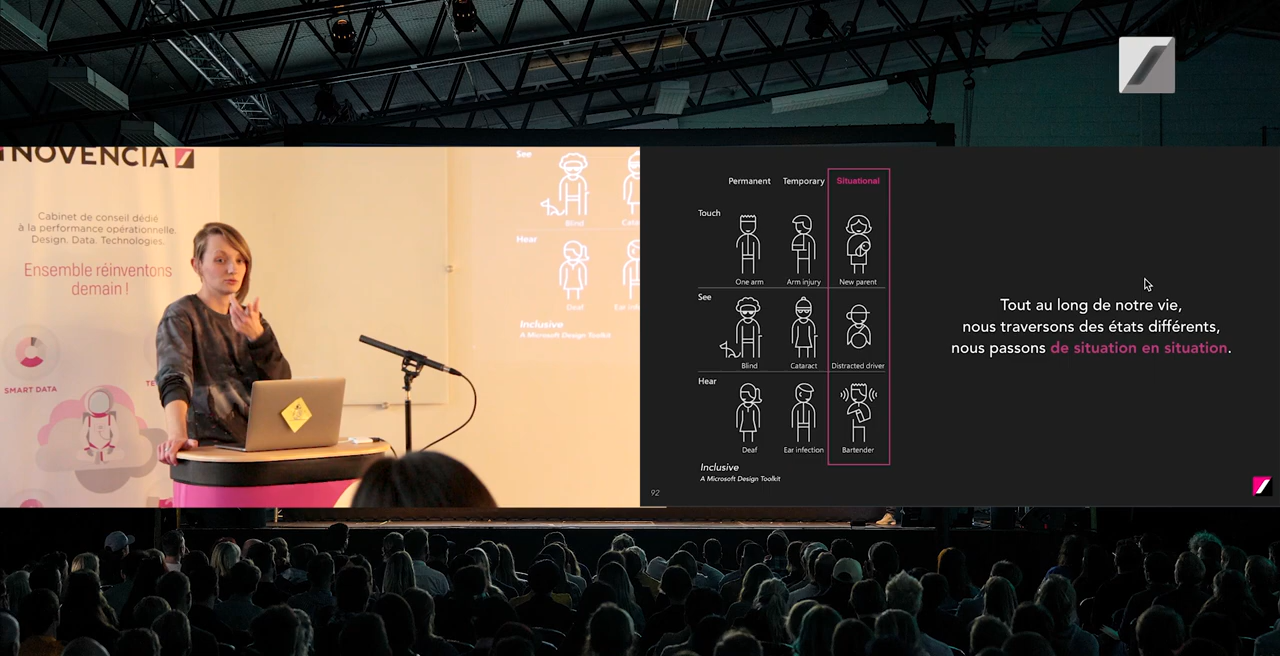 NOVENCIA
Cabinet de conseil dédié
à la performance opérationnelle.
Design. Data. Technologies.
Ensemble réinventons
demain !
SMART DATA
See
Blind
Hear
Deaf
Inclusive
A Microsoft Design Toolkit
Permanent Temporary Situational
Touch
One arm Arm injury New parent
See
Blind Cataract Distracted driver
Hear
Deaf Ear infection Bartender
Inclusive
A Microsoft Design Toolkit
92
Tout au long de notre vie,
nous traversons des états différents,
nous passons de situation en situation.